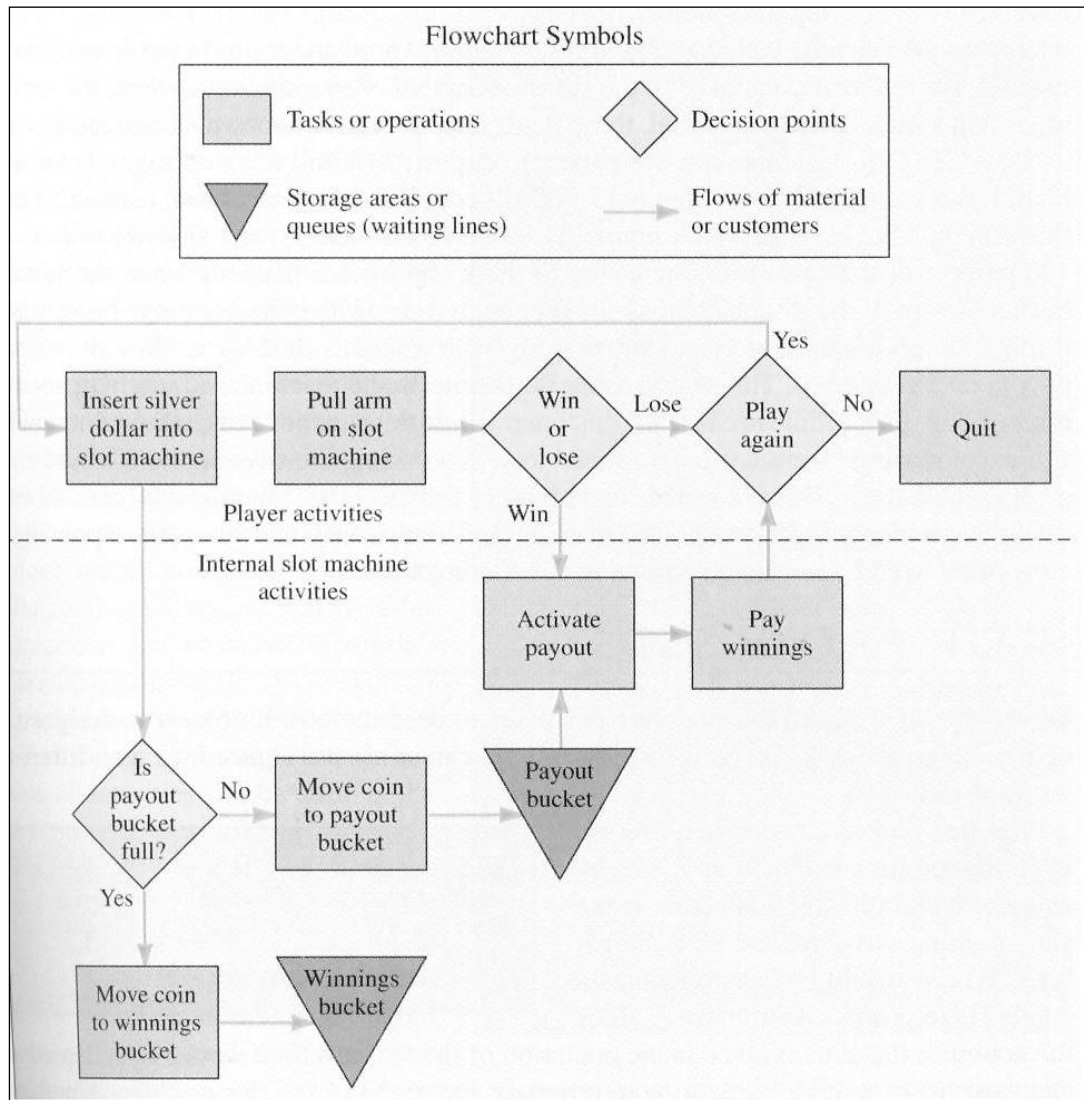 Flowchart Symbols
Tasks or operations
Decision points
Storage areas or
queues (waiting lines)
Flows of material
or customers
Yes
Insert silver
dollar into
slot machine
Pull arm
on slot
machine
Win
or
lose
Lose
Play
again
No
Quit
Player activities
Win
Internal slot machine
activities
Activate
payout
Pay
winnings
Is
payout
bucket
full?
No
Move coin
to payout
bucket
Payout
bucket
Yes
Move coin
to winnings
bucket
Winnings
bucket